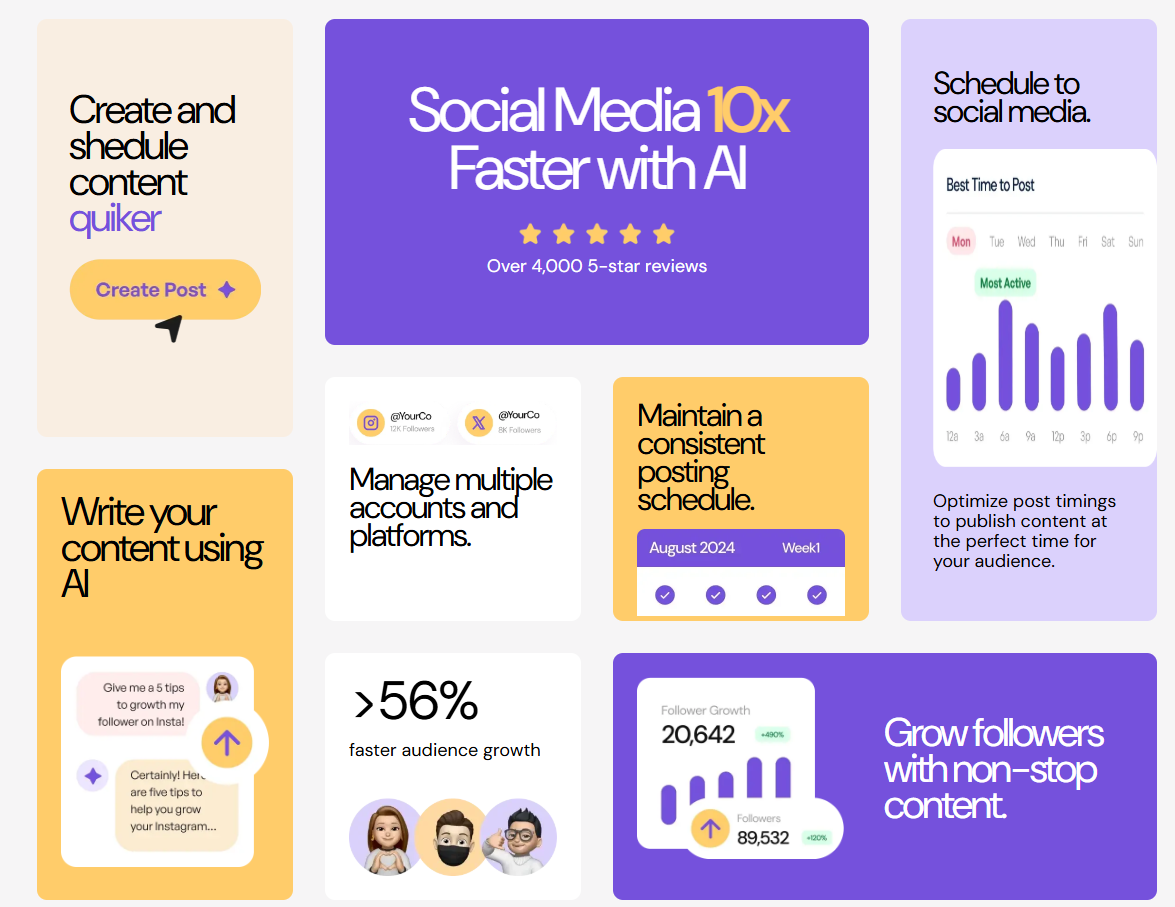 Create and
shedule
content
quiker
Create Post
Social Media 10x
Faster with AI
Over 4,000 5-star reviews
Schedule to
social media.
Best Time to Post
Mon Tue Wed Thu Fri Sat Sun
Most Active
12a 3a 6a 9a 12p 3p 6p 9p
Optimize post timings
to publish content at
the perfect time for
your audience.
Write your
content using
AI
Give me a 5 tips
to growth my
follower on Insta!
Certainly! Here
are five tips to
help you grow
your Instagram...
@YourCo
12K Followers
@YourCo
8K Followers
Manage multiple
accounts and
platforms.
Maintain a
consistent
posting
schedule.
August 2024 Week1
>56%
faster audience growth
Follower Growth
20,642 +490%
Followers
89,532 +120%
Grow followers
with non-stop
content.